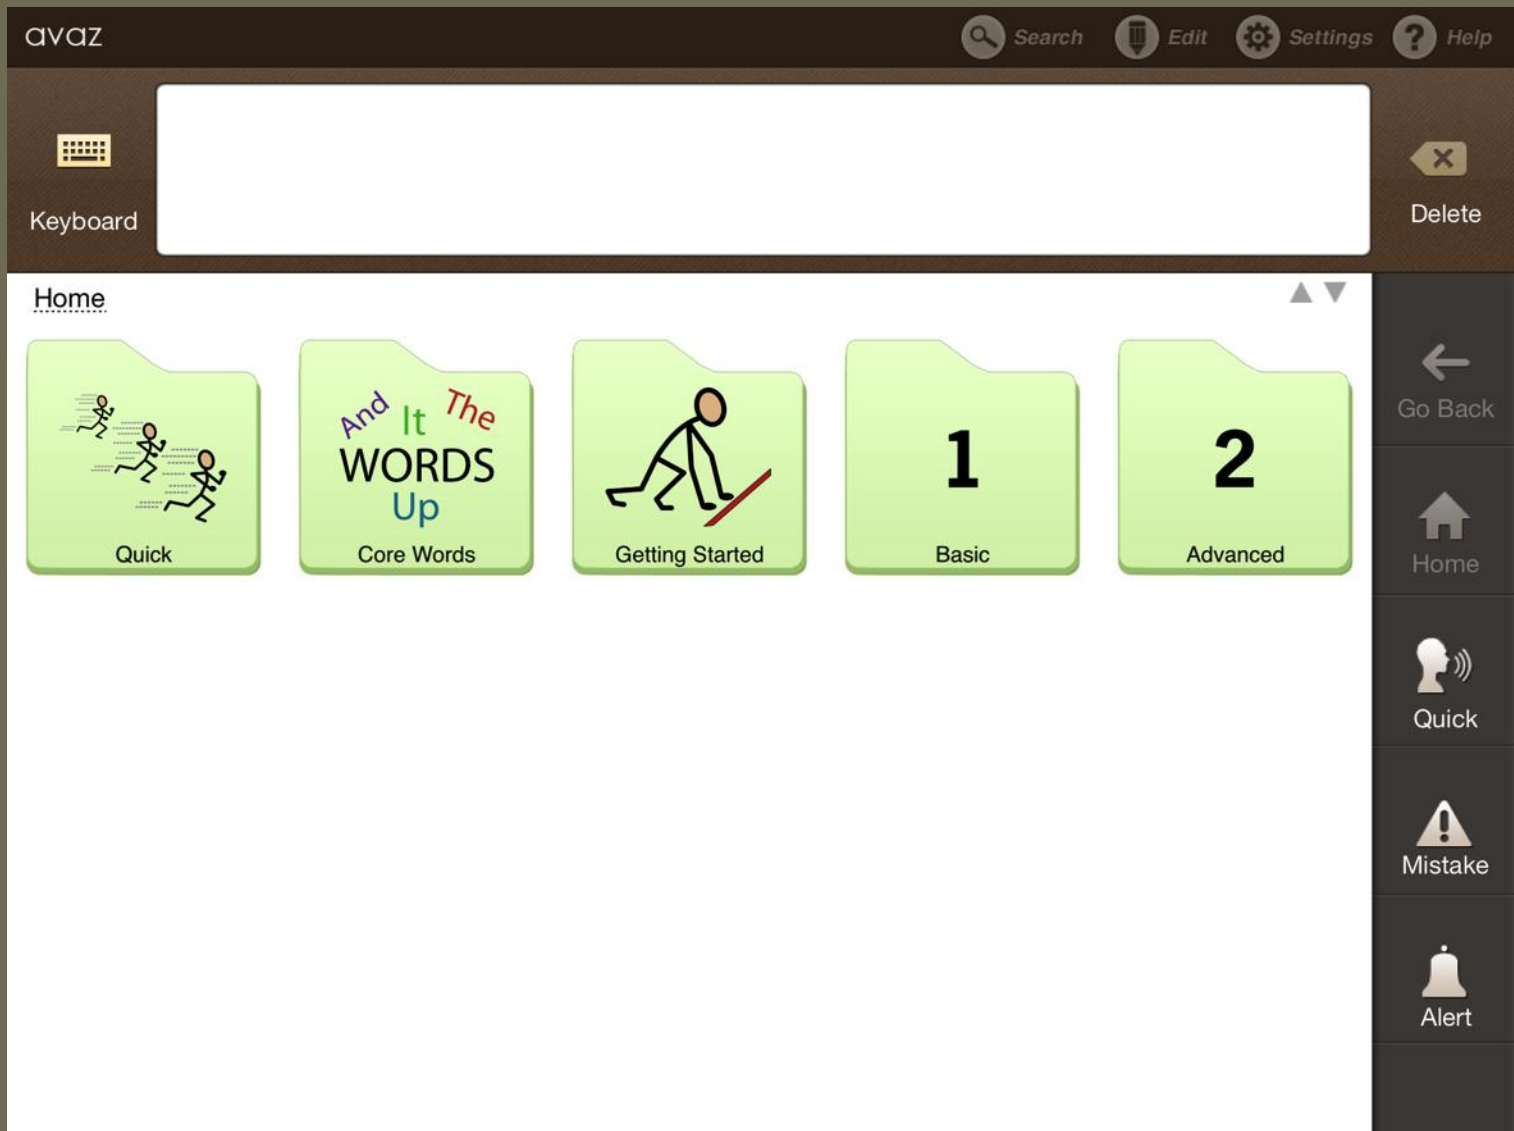 avaz
Search Edit Settings ? Help
Keyboard
Delete
Home
Go Back
And It The
WORDS
Up
1
2
Quick
Core Words
Getting Started
Basic
Advanced
Home
Quick
Mistake
Alert